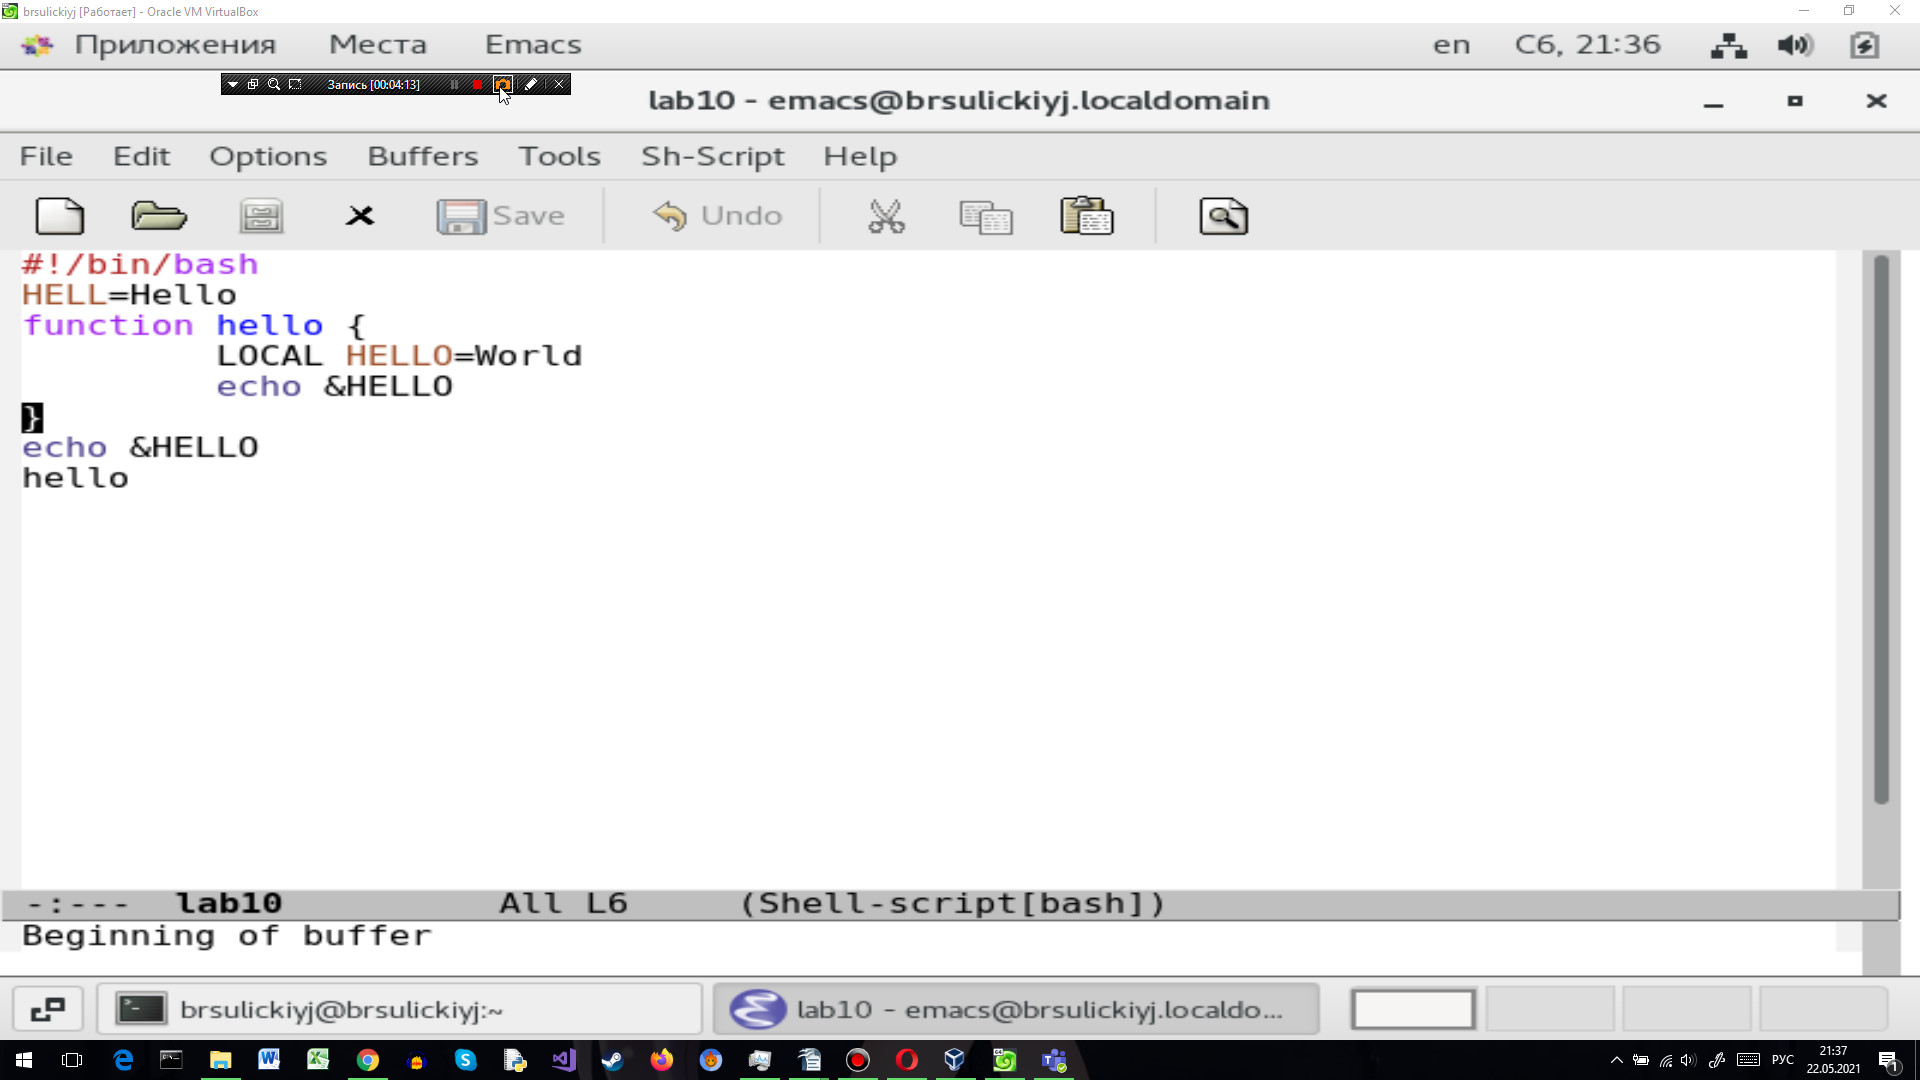 brsulickiyj [Работает] - Oracle VM VirtualBox
Приложения Места Emacs en Сб, 21:36
Запись [00:04:13]
lab10 - emacs@brsulickiyj.localdomain
File Edit Options Buffers Tools Sh-Script Help
Save Undo
#!/bin/bash
HELL=Hello
function hello {
LOCAL HELLO=World
echo &HELLO
}
echo &HELLO
hello
-:--- lab10 All L6 (Shell-script[bash])
Beginning of buffer
brsulickiyj@brsulickiyj:~ lab10 - emacs@brsulickiyj.localdo...
РУС 21:37
22.05.2021
1